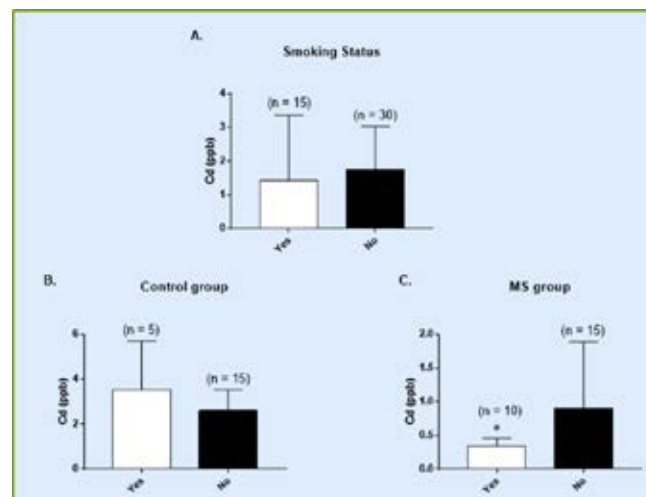 A.
Smoking Status
(n = 15)
(n = 30)
4
3
2
1
0
Cd (ppb)
Yes
No
B.
Control group
(n = 5)
(n = 15)
6
4
2
0
Cd (ppb)
Yes
No
C.
MS group
(n = 15)
(n = 10)
*
2.0
1.5
1.0
0.5
0.0
Cd (ppb)
Yes
No